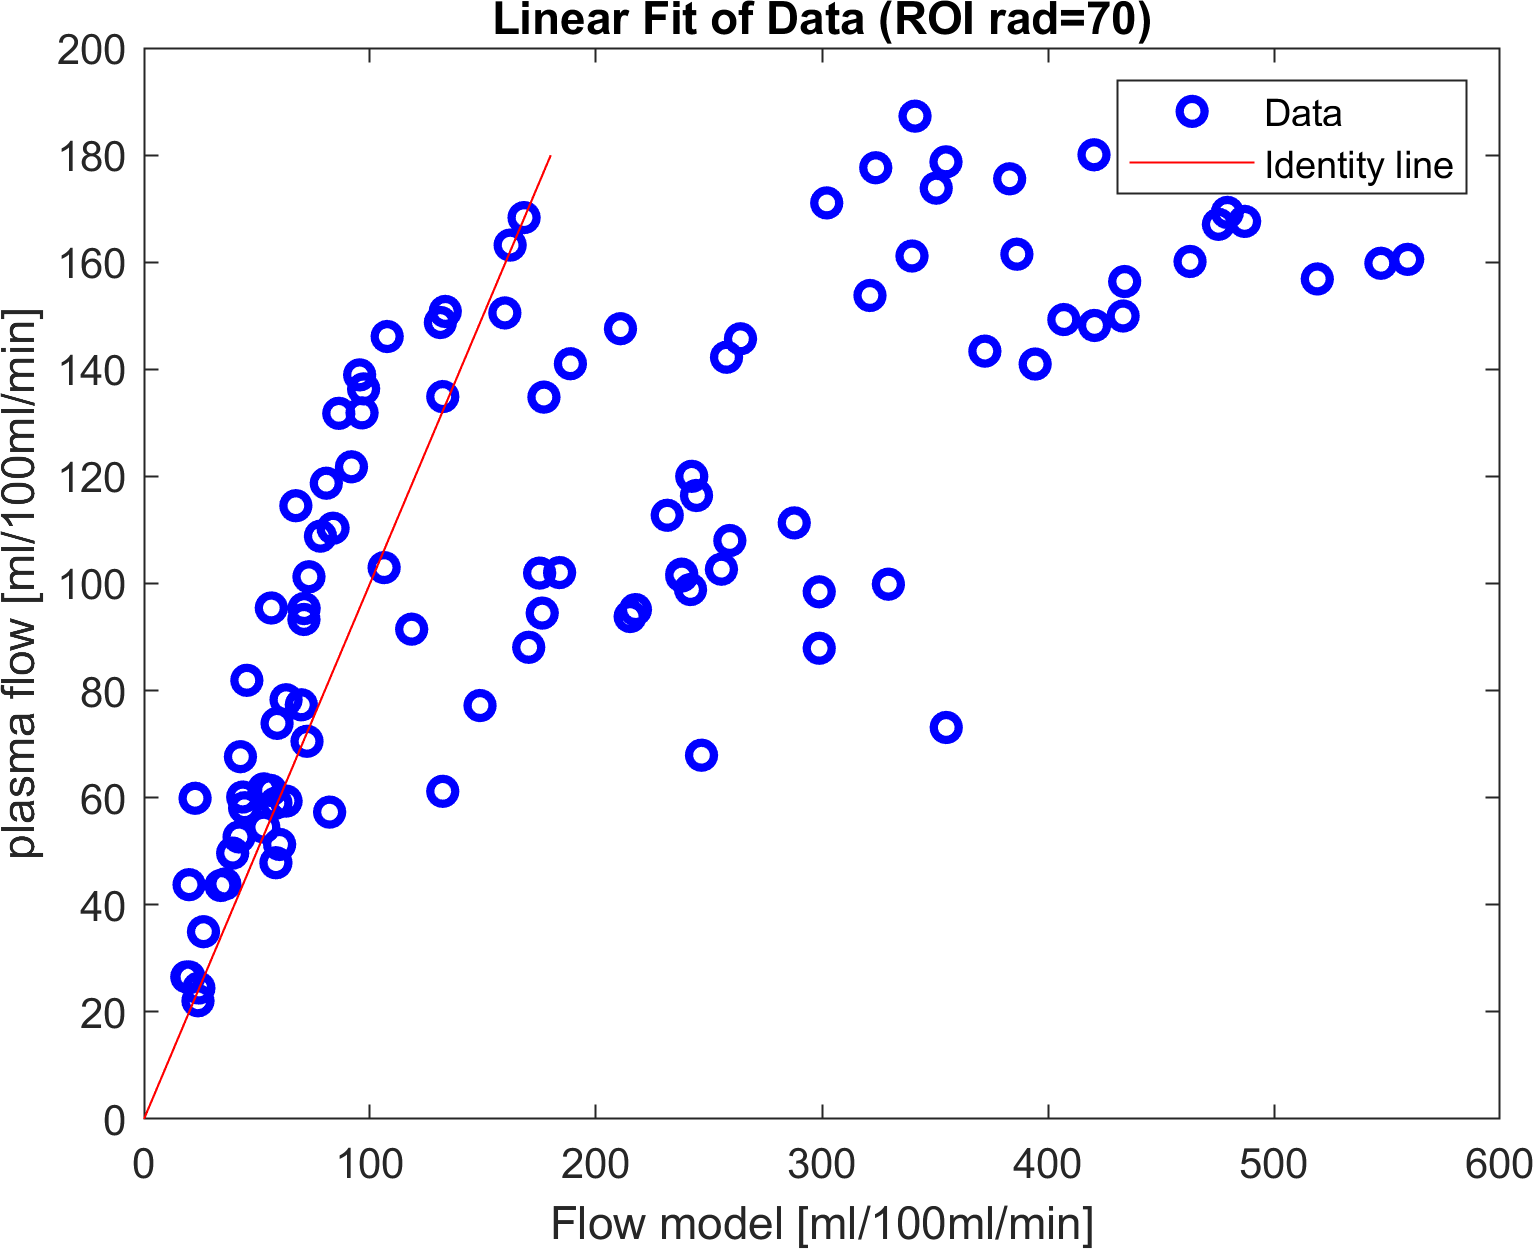 Linear Fit of Data (ROI rad=70)
200
180
160
140
120
100
80
60
40
20
0
plasma flow [ml/100ml/min]
Data
Identity line
0 100 200 300 400 500 600
Flow model [ml/100ml/min]